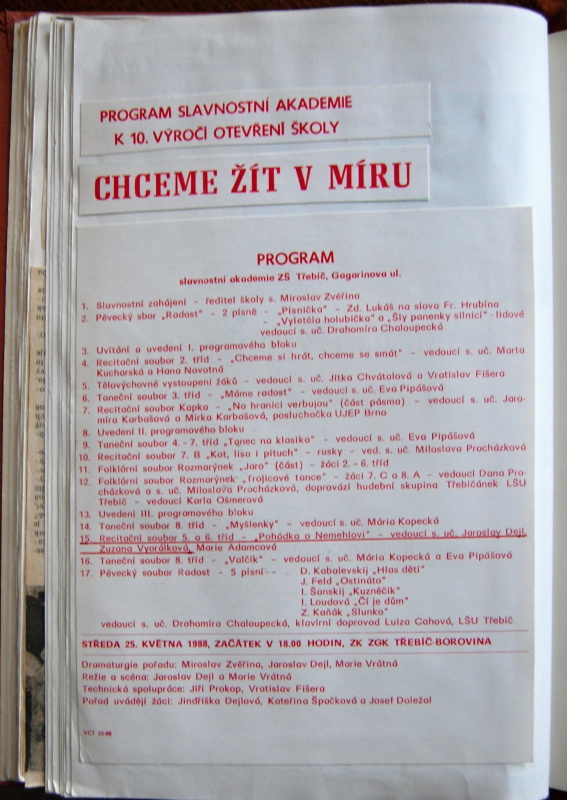 PROGRAM SLAVNOSTNÍ AKADEMIE
K 10. VÝROČÍ OTEVŘENÍ ŠKOLY
CHCEME ŽÍT V MÍRU
PROGRAM
slavnostní akademie ZŠ Třebíč, Gagarinova ul.
1. Slavnostní zahájení – ředitel školy s. Miroslav Zvěřina
2. Pěvecký sbor „Radost" – 2 písně – „Písnička" – Zd. Lukáš na slova Fr. Hrubína
– „Vyletěla holubička" a „Šly panenky silnicí" - lidové
vedoucí s. uč. Drahomíra Chaloupecká
3. Uvítání a uvedení I. programového bloku
4. Recitační soubor 2. tříd – „Chceme si hrát, chceme se smát" – vedoucí s. uč. Marta
Kucharská a Hana Novotná
5. Tělovýchovné vystoupení žáků – vedoucí s. uč. Jitka Chvátalová a Vratislav Fišera
6. Taneční soubor 3. tříd – „Máme radost" – vedoucí s. uč. Eva Pipášová
7. Recitační soubor Kapka – „Na hranici verbujou" (část pásma) – vedoucí s. uč. Jaro-
míra Karbašová a Mirka Karbašová, posluchačka UJEP Brno
8. Uvedení II. programového bloku
9. Taneční soubor 4. - 7. tříd „Tanec na klasiku" – vedoucí s. uč. Eva Pipášová
10. Recitační soubor 7. B „Kot, lisa i pituch" – rusky – ved. s. uč. Miloslava Procházková
11. Folklórní soubor Rozmarýnek „Jaro" (část) – žáci 2. - 6. tříd
12. Folklórní soubor Rozmarýnek „Trojicové tance" – žáci 7. C a 8. A – vedoucí Dana Pro-
cházková a s. uč. Miloslava Procházková, doprovází hudební skupina Třebíčánek LŠU
Třebíč – vedoucí Karla Ošmerová
13. Uvedení III. programového bloku
14. Taneční soubor 8. tříd – „Myšlenky" – vedoucí s. uč. Mária Kopecká
15. Recitační soubor 5. a 6. tříd – „Pohádka o Nemehlovi" – vedoucí s. uč. Jaroslav Dejl,
Zuzana Vyorálková, Marie Adamcová
16. Taneční soubor 8. tříd – „Valčík" – vedoucí s. uč. Mária Kopecká a Eva Pipášová
17. Pěvecký soubor Radost – 5 písní – D. Kabalevskij „Hlas dětí"
J. Feld „Ostináto"
I. Šanskij „Kuzněčik"
I. Loudová „Čí je dům"
Z. Kaňák „Slunko"
vedoucí s. uč. Drahomíra Chaloupecká, klavírní doprovod Luiza Cahová, LŠU Třebíč
STŘEDA 25. KVĚTNA 1988, ZAČÁTEK V 18.00 HODIN, ZK ZGK TŘEBÍČ-BOROVINA
Dramaturgie pořadu: Miroslav Zvěřina, Jaroslav Dejl, Marie Vrátná
Režie a scéna: Jaroslav Dejl a Marie Vrátná
Technická spolupráce: Jiří Prokop, Vratislav Fišera
Pořad uvádějí žáci: Jindřiška Dejlová, Kateřina Špačková a Josef Doležal